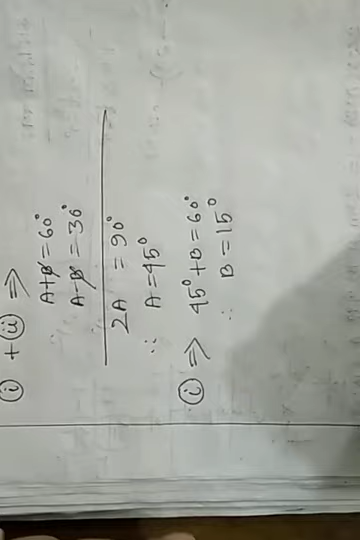 ⓘ + ⓘⓘ ⇒
A+B=60°
A-B=30°
2A = 90°
∴ A=45°
ⓘ ⇒ 45°+B=60°
∴ B=15°